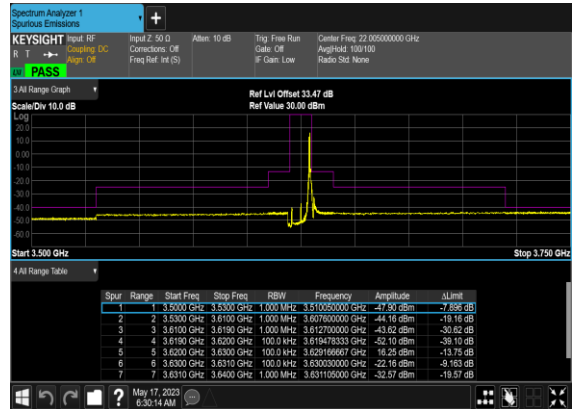 Spectrum Analyzer 1
Spurious Emissions
+
KEYSIGHT Input: RF Input Z: 50 Ω Atten: 10 dB Trig: Free Run Center Freq: 22.005000000 GHz
R T Coupling: DC Corrections: Off Gate: Off Avg|Hold: 100/100
Align: Off Freq Ref: Int (S) IF Gain: Low Radio Std: None
LW PASS
3 All Range Graph
Ref Lvl Offset 33.47 dB
Scale/Div 10.0 dB Ref Value 30.00 dBm
Log
20.0
10.0
0.00
-10.0
-20.0
-30.0
-40.0
-50.0
-60.0
Start 3.500 GHz Stop 3.750 GHz
4 All Range Table
Spur Range Start Freq Stop Freq RBW Frequency Amplitude ΔLimit
1 1 3.5000 GHz 3.5300 GHz 1.000 MHz 3.510050000 GHz -47.90 dBm -7.896 dB
2 2 3.5300 GHz 3.6100 GHz 1.000 MHz 3.607600000 GHz -44.16 dBm -19.16 dB
3 3 3.6100 GHz 3.6190 GHz 1.000 MHz 3.612700000 GHz -43.62 dBm -30.62 dB
4 4 3.6190 GHz 3.6200 GHz 100.0 kHz 3.619478333 GHz -52.10 dBm -39.10 dB
5 5 3.6200 GHz 3.6300 GHz 100.0 kHz 3.629166667 GHz 16.25 dBm -13.75 dB
6 6 3.6300 GHz 3.6310 GHz 100.0 kHz 3.630030000 GHz -22.16 dBm -9.163 dB
7 7 3.6310 GHz 3.6400 GHz 1.000 MHz 3.631105000 GHz -32.57 dBm -19.57 dB
? May 17, 2023
6:30:14 AM